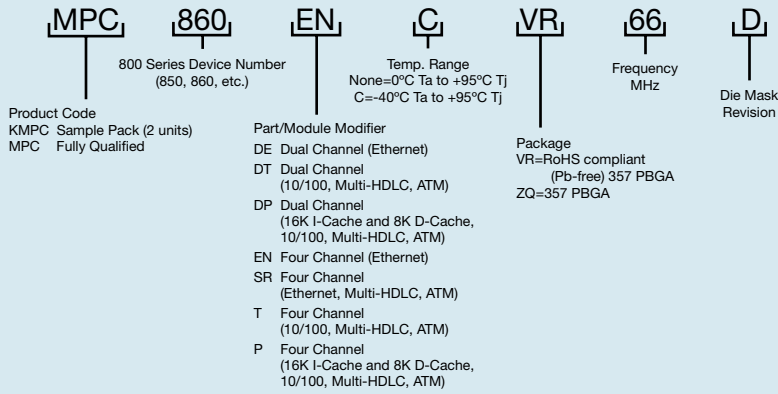 MPC 860 EN C VR 66 D
Product Code
KMPC Sample Pack (2 units)
MPC Fully Qualified
800 Series Device Number
(850, 860, etc.)
Part/Module Modifier
DE Dual Channel (Ethernet)
DT Dual Channel
(10/100, Multi-HDLC, ATM)
DP Dual Channel
(16K I-Cache and 8K D-Cache,
10/100, Multi-HDLC, ATM)
EN Four Channel (Ethernet)
SR Four Channel
(Ethernet, Multi-HDLC, ATM)
T Four Channel
(10/100, Multi-HDLC, ATM)
P Four Channel
(16K I-Cache and 8K D-Cache,
10/100, Multi-HDLC, ATM)
Temp. Range
None=0ºC Ta to +95ºC Tj
C=-40ºC Ta to +95ºC Tj
Package
VR=RoHS compliant
(Pb-free) 357 PBGA
ZQ=357 PBGA
Frequency
MHz
Die Mask
Revision